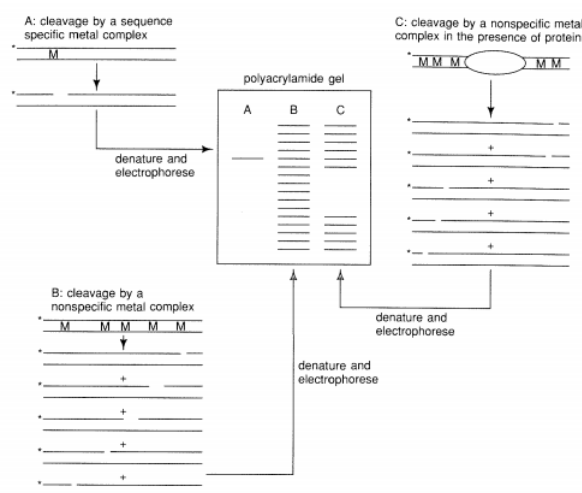 A: cleavage by a sequence
specific metal complex
*
M
*
denature and
electrophorese
polyacrylamide gel
A B C
C: cleavage by a nonspecific metal
complex in the presence of protein
*
M M M M M
*
+
*
+
*
+
*
+
*
denature and
electrophorese
B: cleavage by a
nonspecific metal complex
*
M M M M M
*
+
*
+
*
+
*
+
*
denature and
electrophorese